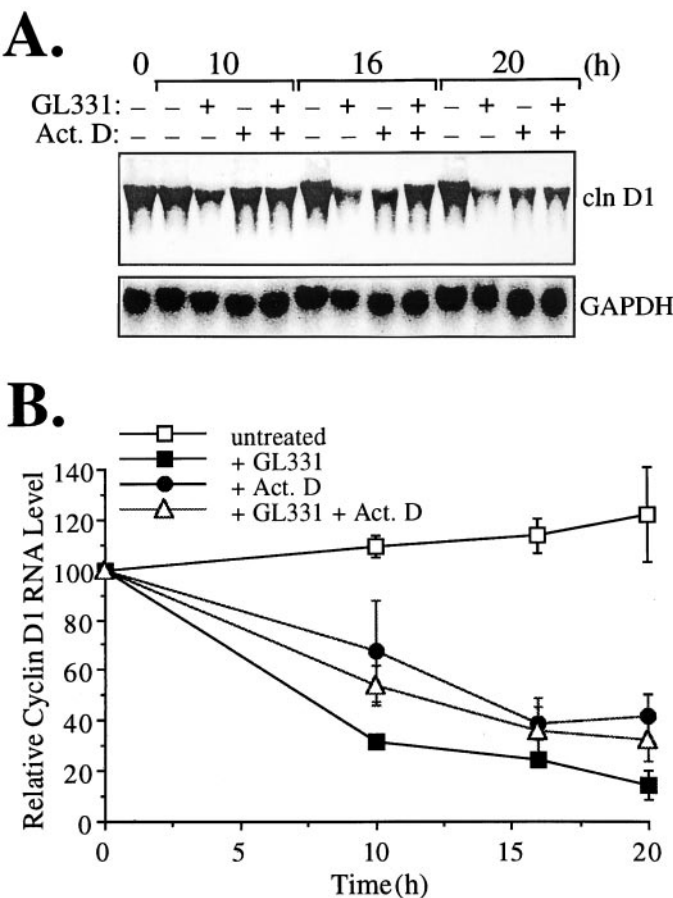 A.
0 10 16 20 (h)
GL331: – – + – + – + – + – + – +
Act. D: – – – + + – – + + – – + +
cln D1
GAPDH
B.
untreated
+ GL331
+ Act. D
+ GL331 + Act. D
Relative Cyclin D1 RNA Level
140
120
100
80
60
40
20
0
0 5 10 15 20
Time (h)